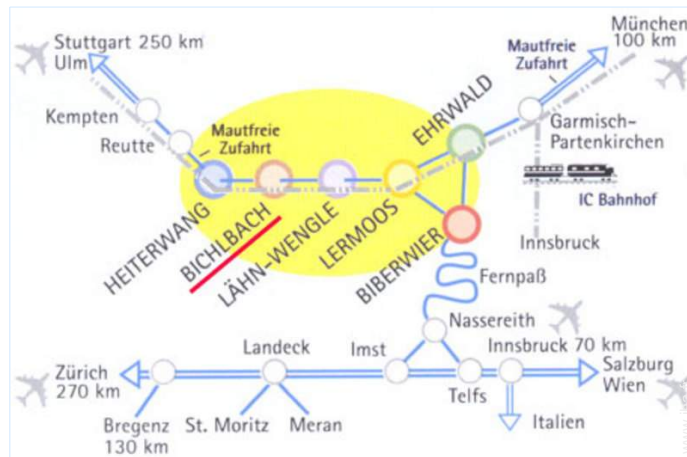 Stuttgart 250 km
Ulm
München
100 km
Mautfreie
Zufahrt
Kempten
Reutte
Mautfreie
Zufahrt
EHRWALD
Garmisch-
Partenkirchen
IC Bahnhof
Innsbruck
HEITERWANG
BICHLBACH
LÄHN-WENGLE
LERMOOS
BIBERWIER
Fernpaß
Nassereith
Zürich
270 km
Landeck
Imst
Innsbruck 70 km
Salzburg
Wien
Telfs
Bregenz
130 km
St. Moritz
Meran
Italien